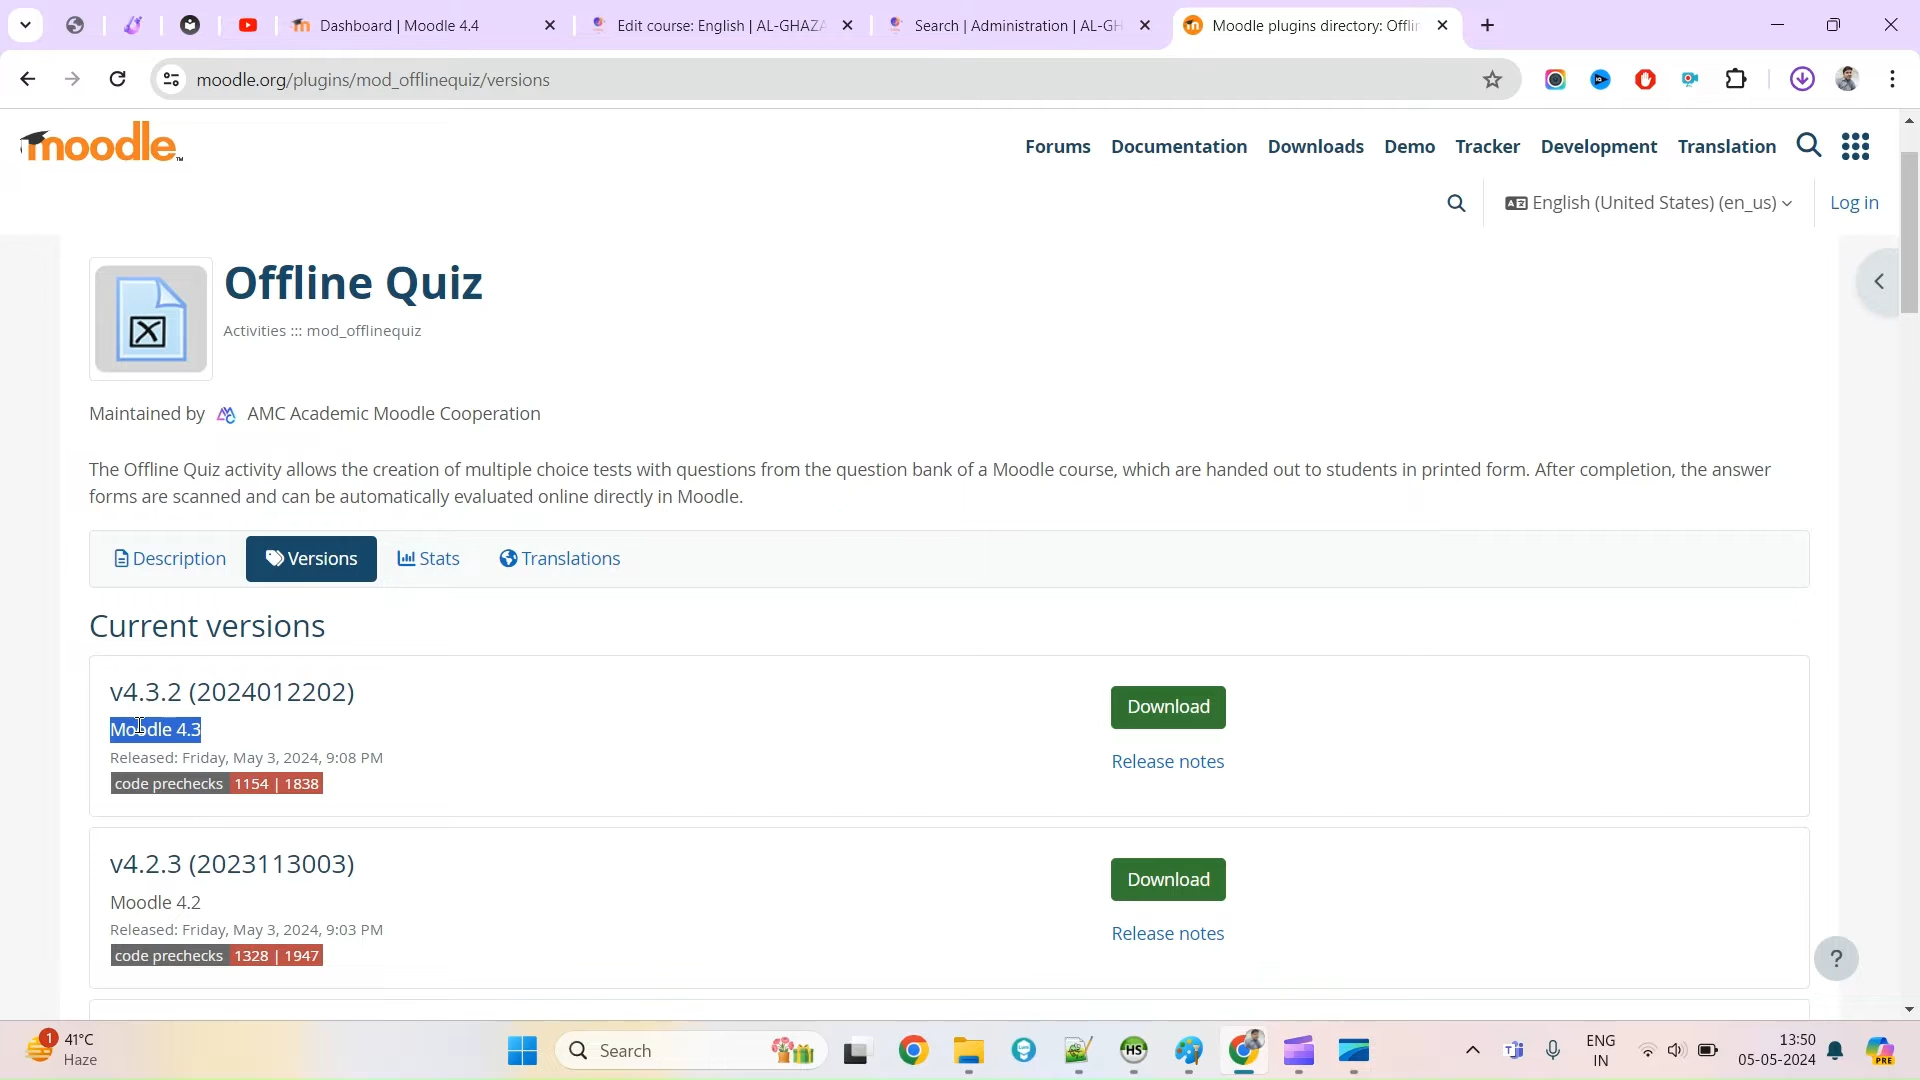 Dashboard | Moodle 4.4
Edit course: English | AL-GHAZA
Search | Administration | AL-GH
Moodle plugins directory: Offlin
moodle.org/plugins/mod_offlinequiz/versions
moodle
Forums Documentation Downloads Demo Tracker Development Translation
English (United States) (en_us)
Log in
Offline Quiz
Activities ::: mod_offlinequiz
Maintained by AMC Academic Moodle Cooperation
The Offline Quiz activity allows the creation of multiple choice tests with questions from the question bank of a Moodle course, which are handed out to students in printed form. After completion, the answer
forms are scanned and can be automatically evaluated online directly in Moodle.
Description Versions Stats Translations
Current versions
v4.3.2 (2024012202)
Moodle 4.3
Released: Friday, May 3, 2024, 9:08 PM
code prechecks 1154 | 1838
Download
Release notes
v4.2.3 (2023113003)
Moodle 4.2
Released: Friday, May 3, 2024, 9:03 PM
code prechecks 1328 | 1947
Download
Release notes
?
1
41°C
Haze
Search
HS
ENG
IN
13:50
05-05-2024
PRE